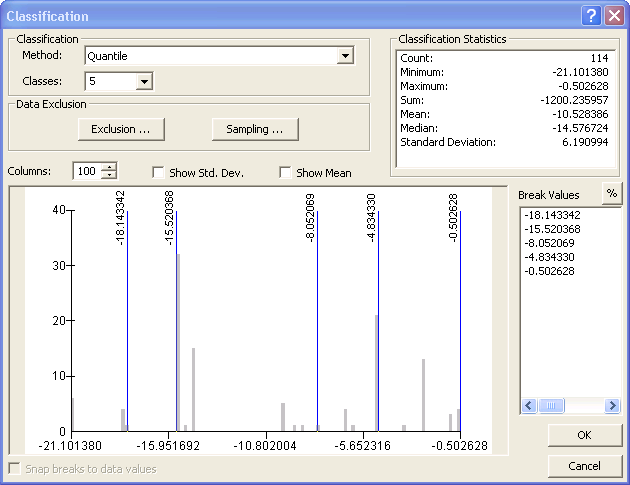 Classification
Classification
Method: Quantile
Classes: 5
Data Exclusion
Exclusion ...
Sampling ...
Classification Statistics
Count: 114
Minimum: -21.101380
Maximum: -0.502628
Sum: -1200.235957
Mean: -10.528386
Median: -14.576724
Standard Deviation: 6.190994
Columns: 100
Show Std. Dev.
Show Mean
Break Values
%
-18.143342
-15.520368
-8.052069
-4.834330
-0.502628
40
30
20
10
0
-18.143342
-15.520368
-8.052069
-4.834330
-0.502628
-21.101380
-15.951692
-10.802004
-5.652316
-0.502628
OK
Snap breaks to data values
Cancel